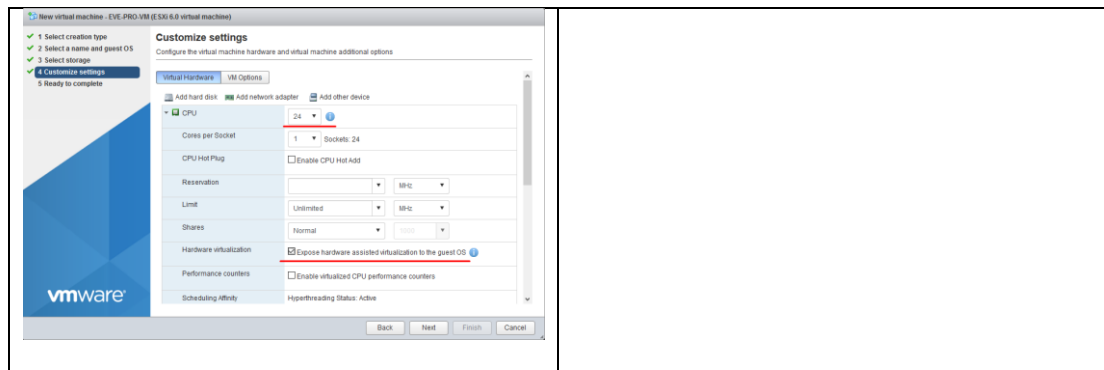 New virtual machine - EVE-PRO-VM (ESXi 6.0 virtual machine)
1 Select creation type
2 Select a name and guest OS
3 Select storage
4 Customize settings
5 Ready to complete
vmware
Customize settings
Configure the virtual machine hardware and virtual machine additional options
Virtual Hardware VM Options
Add hard disk Add network adapter Add other device
CPU 24
Cores per Socket 1 Sockets: 24
CPU Hot Plug Enable CPU Hot Add
Reservation MHz
Limit Unlimited MHz
Shares Normal 1000
Hardware virtualization Expose hardware assisted virtualization to the guest OS
Performance counters Enable virtualized CPU performance counters
Scheduling Affinity Hyperthreading Status: Active
Back Next Finish Cancel